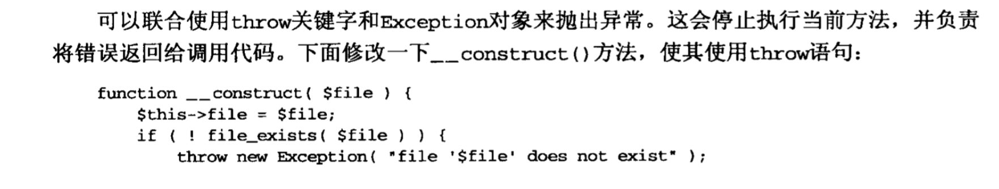 可以联合使用throw关键字和Exception对象来抛出异常。这会停止执行当前方法，并负责
将错误返回给调用代码。下面修改一下__construct()方法，使其使用throw语句：
function __construct( $file ) {
    $this->file = $file;
    if ( ! file_exists( $file ) ) {
        throw new Exception( "file '$file' does not exist" );